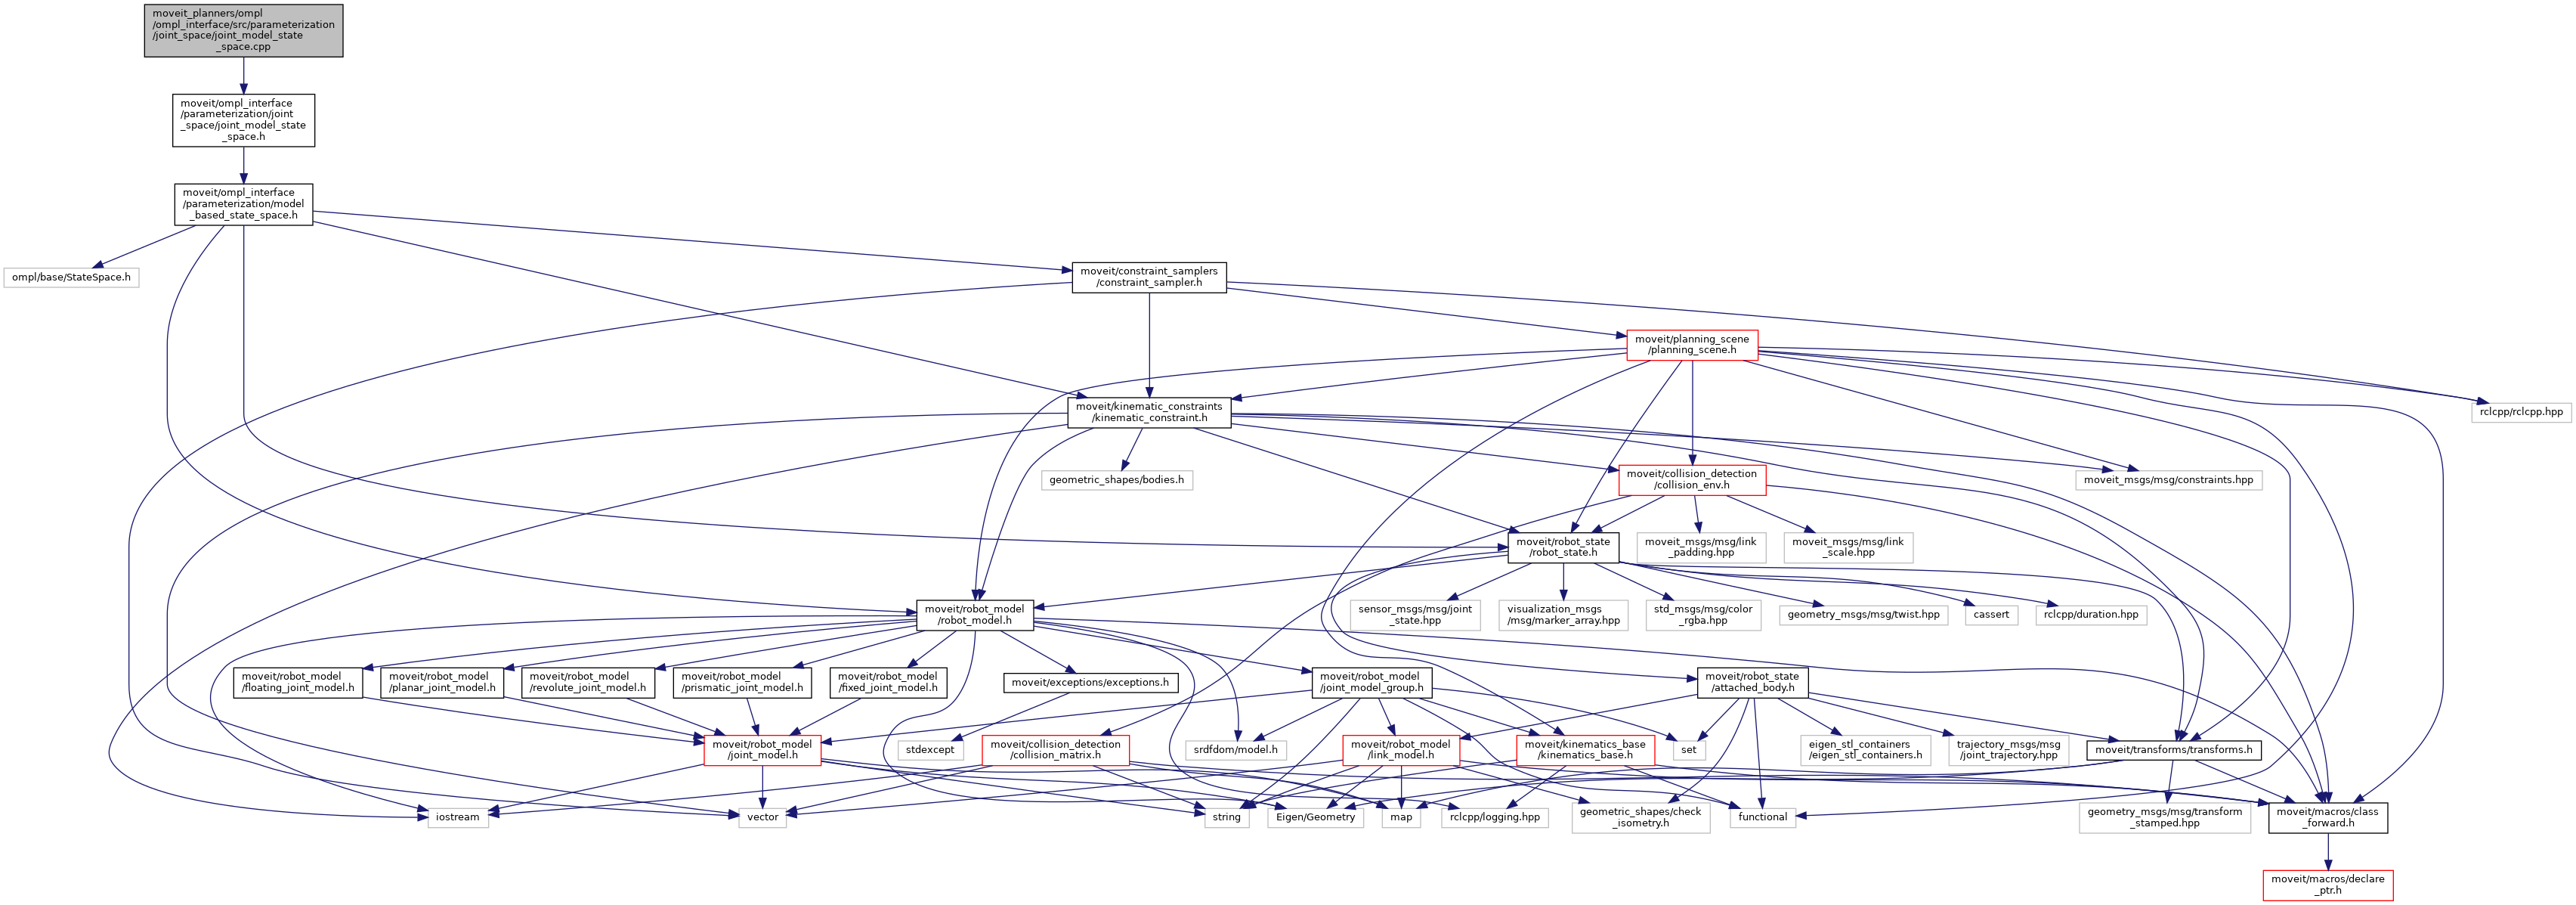 moveit_planners/ompl
/ompl_interface/src/parameterization
/joint_space/joint_model_state
_space.cpp
moveit/ompl_interface
/parameterization/joint
_space/joint_model_state
_space.h
moveit/ompl_interface
/parameterization/model
_based_state_space.h
ompl/base/StateSpace.h
moveit/constraint_samplers
/constraint_sampler.h
moveit/planning_scene
/planning_scene.h
moveit/kinematic_constraints
/kinematic_constraint.h
rclcpp/rclcpp.hpp
geometric_shapes/bodies.h
moveit/collision_detection
/collision_env.h
moveit_msgs/msg/constraints.hpp
moveit/robot_state
/robot_state.h
moveit_msgs/msg/link
_padding.hpp
moveit_msgs/msg/link
_scale.hpp
moveit/robot_model
/robot_model.h
sensor_msgs/msg/joint
_state.hpp
visualization_msgs
/msg/marker_array.hpp
std_msgs/msg/color
_rgba.hpp
geometry_msgs/msg/twist.hpp
cassert
rclcpp/duration.hpp
moveit/robot_model
/floating_joint_model.h
moveit/robot_model
/planar_joint_model.h
moveit/robot_model
/revolute_joint_model.h
moveit/robot_model
/prismatic_joint_model.h
moveit/robot_model
/fixed_joint_model.h
moveit/exceptions/exceptions.h
moveit/robot_model
/joint_model_group.h
moveit/robot_state
/attached_body.h
moveit/robot_model
/joint_model.h
stdexcept
moveit/collision_detection
/collision_matrix.h
srdfdom/model.h
moveit/robot_model
/link_model.h
moveit/kinematics_base
/kinematics_base.h
set
eigen_stl_containers
/eigen_stl_containers.h
trajectory_msgs/msg
/joint_trajectory.hpp
moveit/transforms/transforms.h
iostream
vector
string
Eigen/Geometry
map
rclcpp/logging.hpp
geometric_shapes/check
_isometry.h
functional
geometry_msgs/msg/transform
_stamped.hpp
moveit/macros/class
_forward.h
moveit/macros/declare
_ptr.h